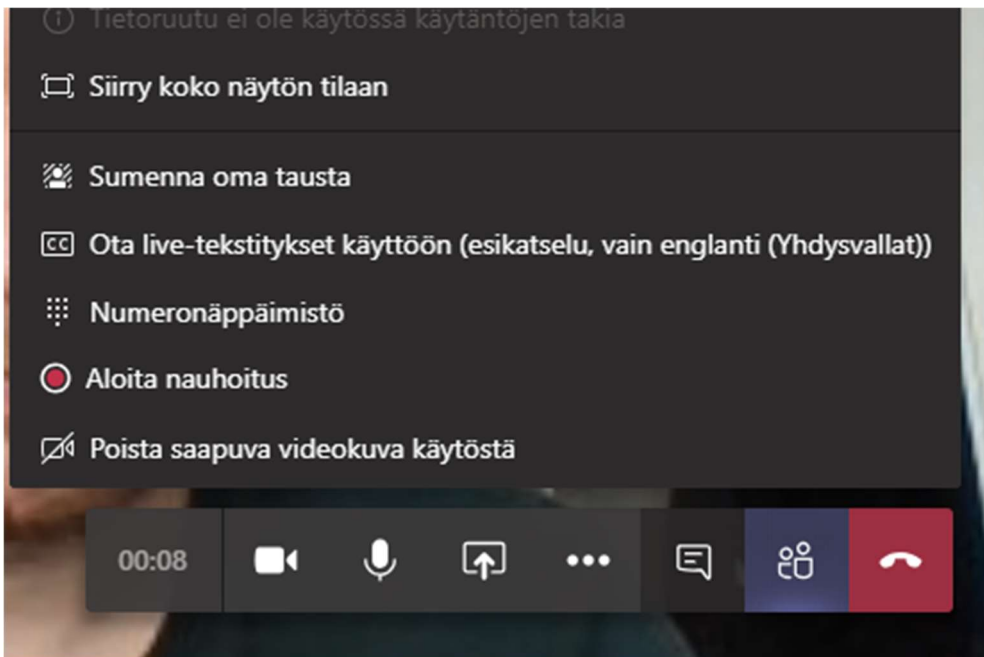 Tietoruutu ei ole käytössä käytäntöjen takia
Siirry koko näytön tilaan
Sumenna oma tausta
CC Ota live-tekstitykset käyttöön (esikatselu, vain englanti (Yhdysvallat))
Numeronäppäimistö
Aloita nauhoitus
Poista saapuva videokuva käytöstä
00:08